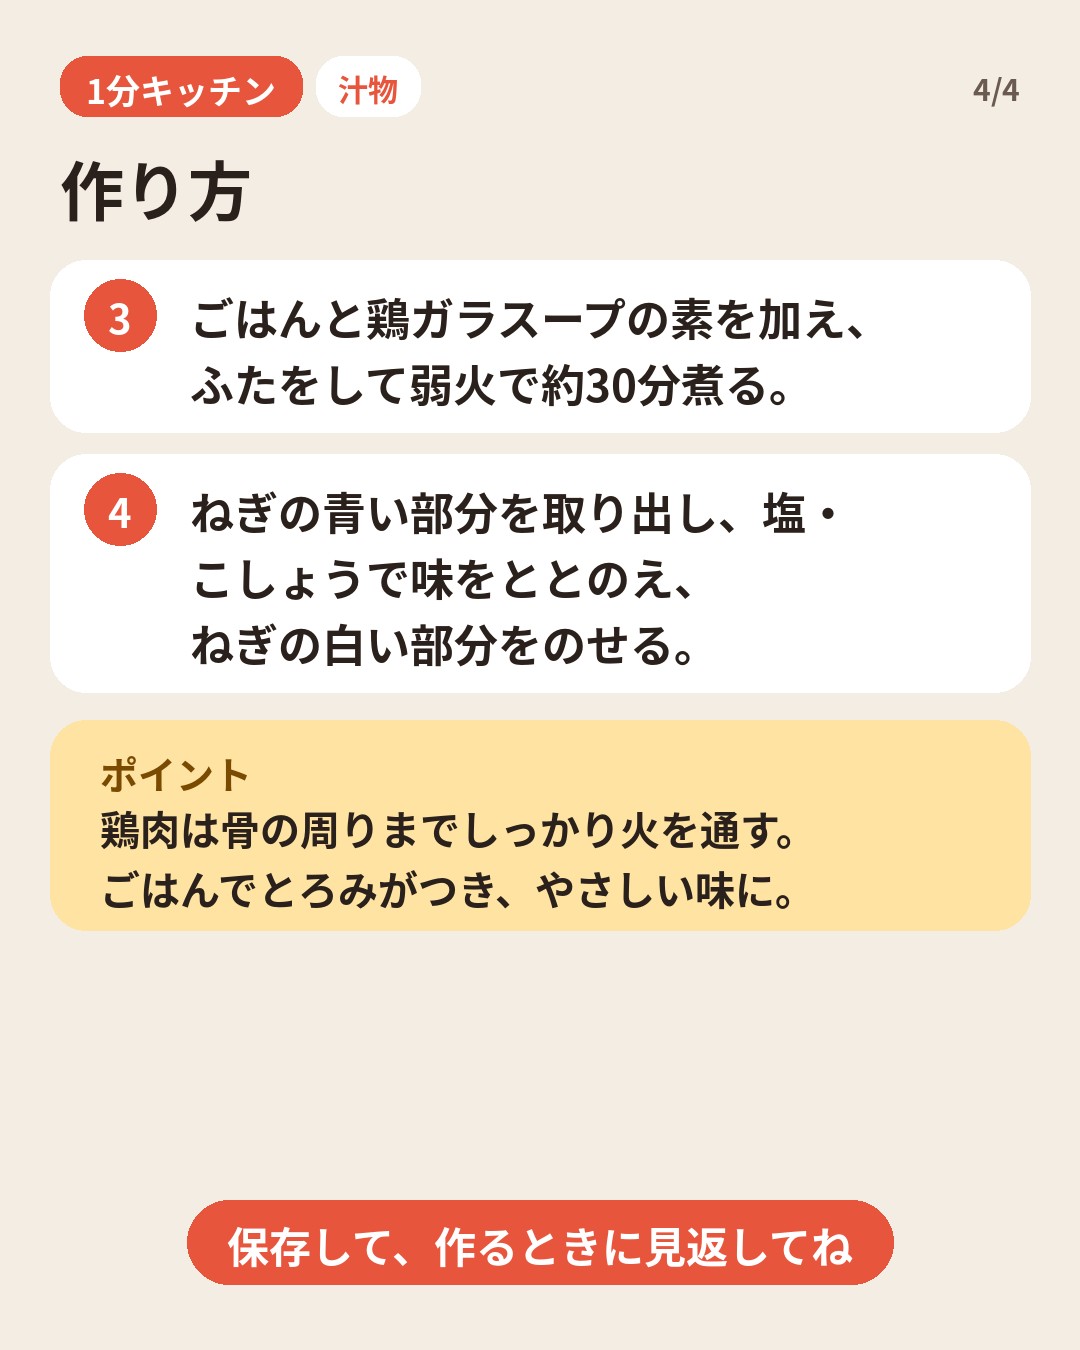 1分キッチン 汁物 4/4
作り方
3 ごはんと鶏ガラスープの素を加え、
ふたをして弱火で約30分煮る。
4 ねぎの青い部分を取り出し、塩・
こしょうで味をととのえ、
ねぎの白い部分をのせる。
ポイント
鶏肉は骨の周りまでしっかり火を通す。
ごはんでとろみがつき、やさしい味に。
保存して、作るときに見返してね